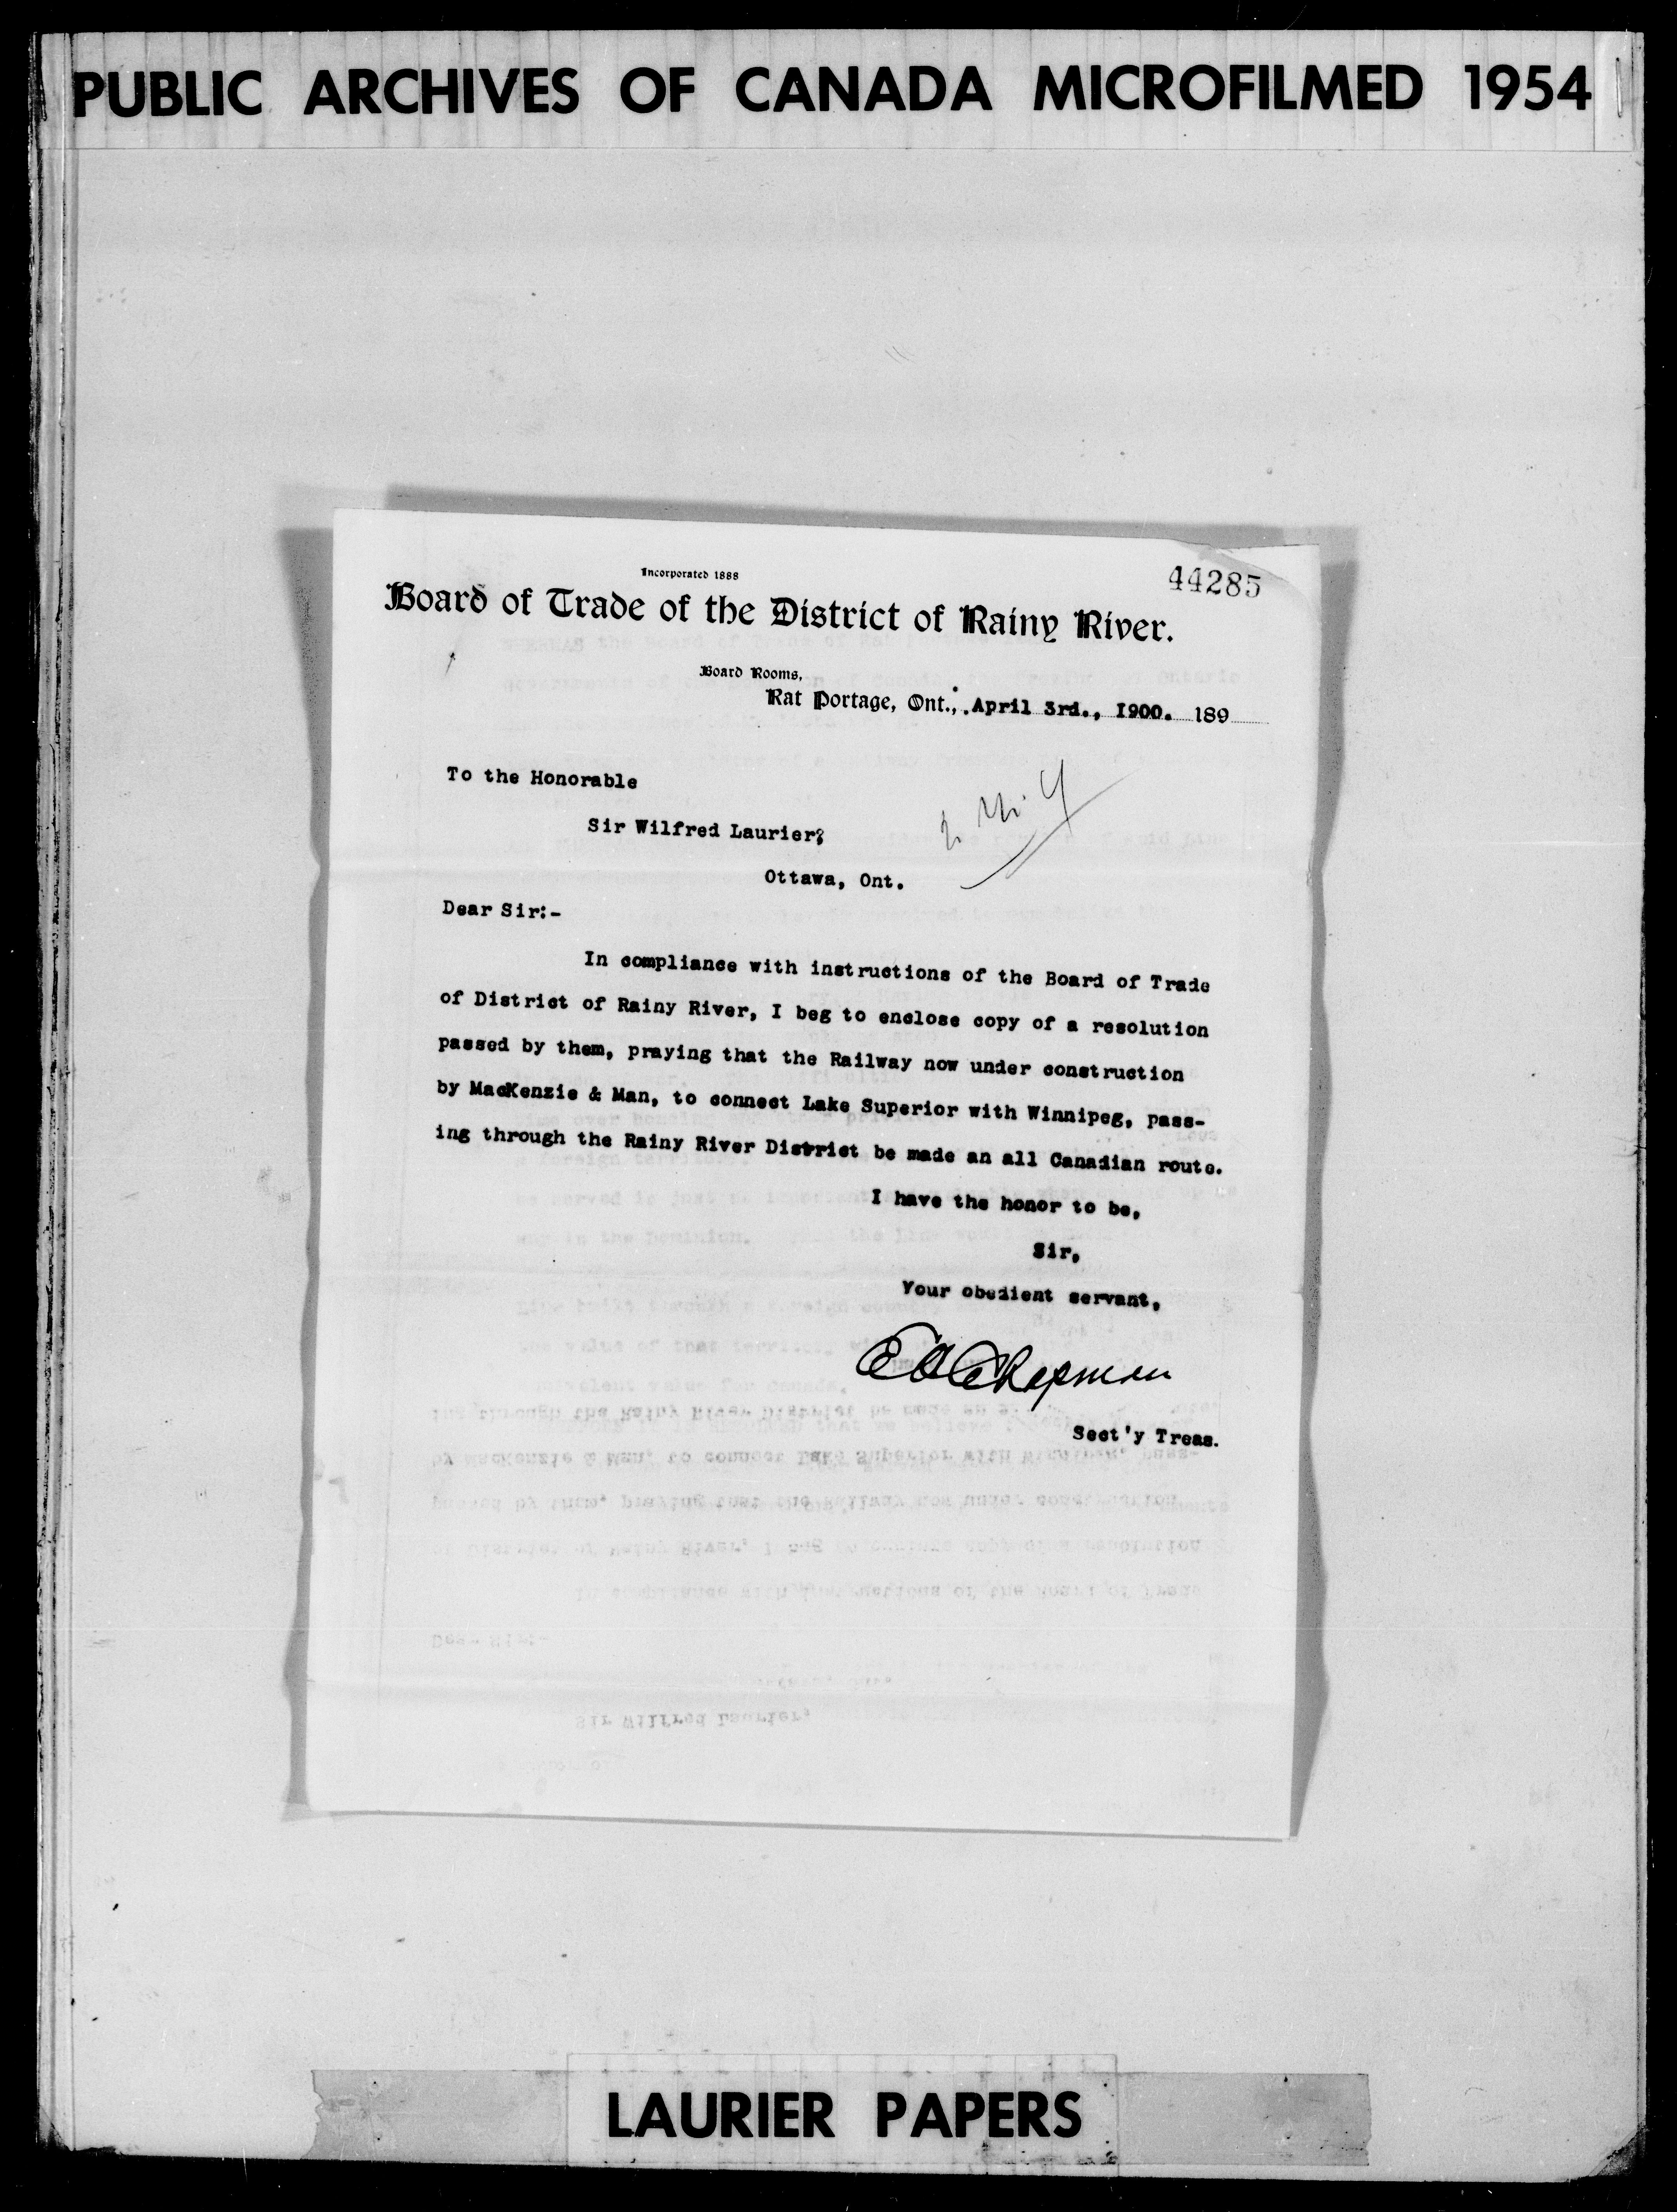 PUBLIC ARCHIVES OF CANADA MICROFILMED 1954
44285
Incorporated 1888
Board of Trade of the District of Rainy River.
Board Rooms,
Rat Portage, Ont., April 3rd., 1900. 189
To the Honorable
Sir Wilfred Laurier,
Ottawa, Ont.
Dear Sir:-
In compliance with instructions of the Board of Trade
of District of Rainy River, I beg to enclose copy of a resolution
passed by them, praying that the Railway now under construction
by MacKenzie & Man, to connect Lake Superior with Winnipeg, pass-
ing through the Rainy River District be made an all Canadian route.
I have the honor to be,
Sir,
Your obedient servant,
Chapman
Sect'y Treas.
LAURIER PAPERS